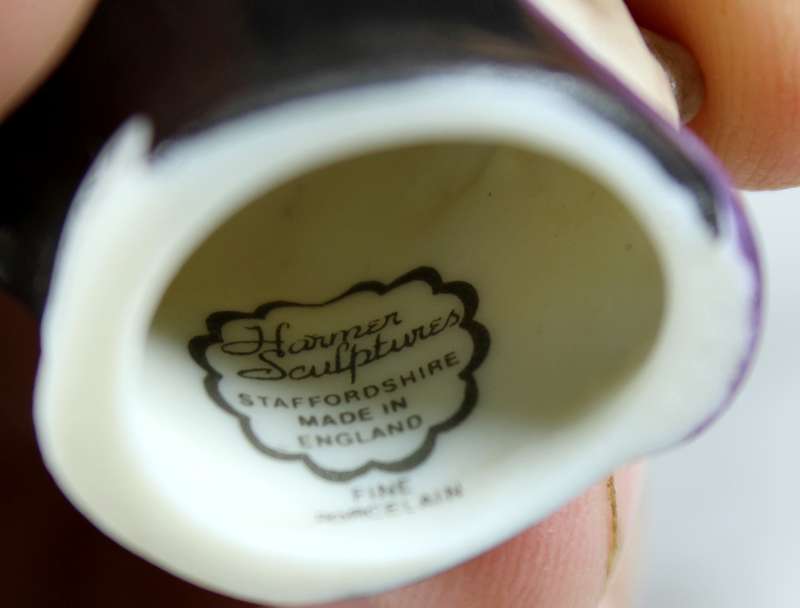 Harmer
Sculptures
STAFFORDSHIRE
MADE IN
ENGLAND
FINE
PORCELAIN